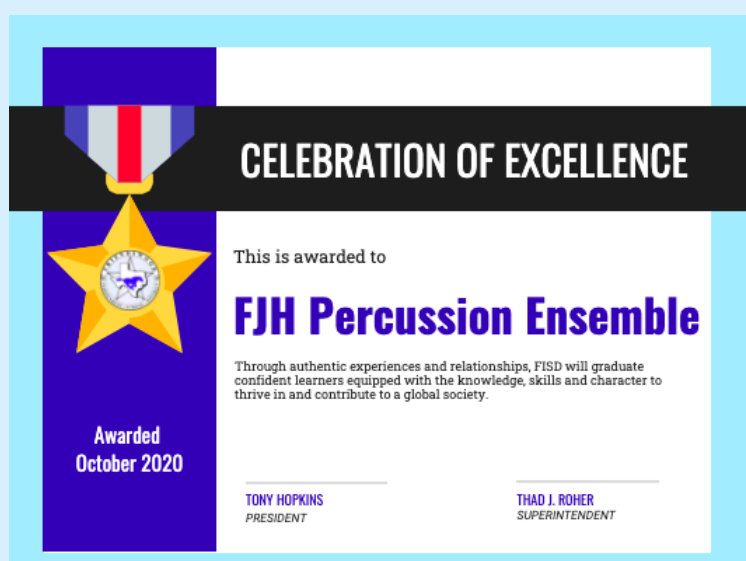 CELEBRATION OF EXCELLENCE
This is awarded to
FJH Percussion Ensemble
Through authentic experiences and relationships, FISD will graduate
confident learners equipped with the knowledge, skills and character to
thrive in and contribute to a global society.
Awarded
October 2020
TONY HOPKINS
PRESIDENT
THAD J. ROHER
SUPERINTENDENT